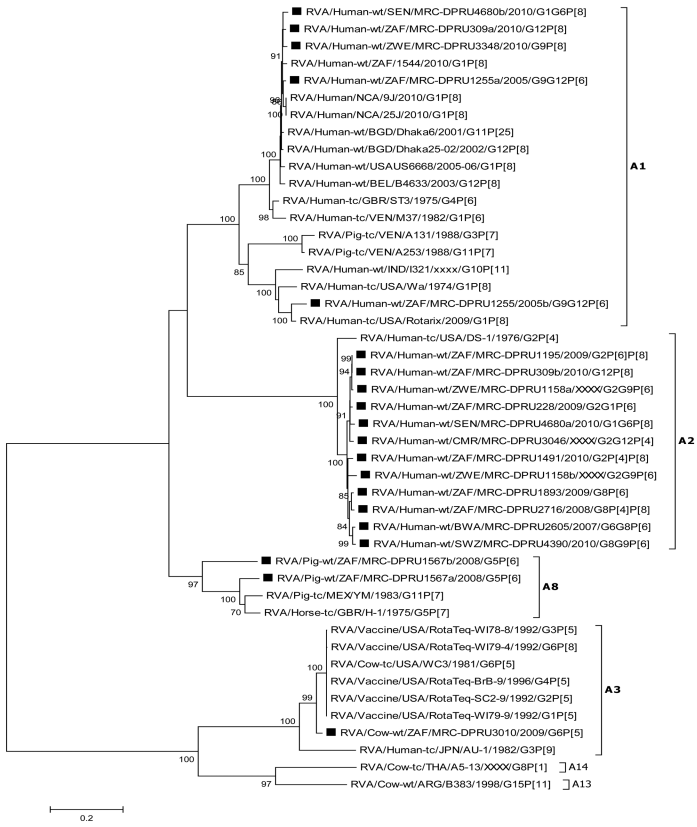 RVA/Human-wt/SEN/MRC-DPRU4680b/2010/G1G6P[8]
RVA/Human-wt/ZAF/MRC-DPRU309a/2010/G12P[8]
RVA/Human-wt/ZWE/MRC-DPRU3348/2010/G9P[8]
91
RVA/Human-wt/ZAF/1544/2010/G1P[8]
RVA/Human-wt/ZAF/MRC-DPRU1255a/2005/G9G12P[6]
RVA/Human/NCA/9J/2010/G1P[8]
100
RVA/Human/NCA/25J/2010/G1P[8]
RVA/Human-wt/BGD/Dhaka6/2001/G11P[25]
RVA/Human-wt/BGD/Dhaka25-02/2002/G12P[8]
100
RVA/Human-wt/USAUS6668/2005-06/G1P[8]
A1
RVA/Human-wt/BEL/B4633/2003/G12P[8]
100
RVA/Human-tc/GBR/ST3/1975/G4P[6]
98
RVA/Human-tc/VEN/M37/1982/G1P[6]
100
RVA/Pig-tc/VEN/A131/1988/G3P[7]
RVA/Pig-tc/VEN/A253/1988/G11P[7]
85
RVA/Human-wt/IND/I321/xxxx/G10P[11]
100
RVA/Human-tc/USA/Wa/1974/G1P[8]
RVA/Human-wt/ZAF/MRC-DPRU1255/2005b/G9G12P[6]
100
RVA/Human-tc/USA/Rotarix/2009/G1P[8]
RVA/Human-tc/USA/DS-1/1976/G2P[4]
99
RVA/Human-wt/ZAF/MRC-DPRU1195/2009/G2P[6]P[8]
94
RVA/Human-wt/ZAF/MRC-DPRU309b/2010/G12P[8]
RVA/Human-wt/ZWE/MRC-DPRU1158a/XXXX/G2G9P[6]
100
RVA/Human-wt/ZAF/MRC-DPRU228/2009/G2G1P[6]
91
RVA/Human-wt/SEN/MRC-DPRU4680a/2010/G1G6P[8]
RVA/Human-wt/CMR/MRC-DPRU3046/XXXX/G2G12P[4]
A2
RVA/Human-wt/ZAF/MRC-DPRU1491/2010/G2P[4]P[8]
100
RVA/Human-wt/ZWE/MRC-DPRU1158b/XXXX/G2G9P[6]
85
RVA/Human-wt/ZAF/MRC-DPRU1893/2009/G8P[6]
RVA/Human-wt/ZAF/MRC-DPRU2716/2008/G8P[4]P[8]
84
RVA/Human-wt/BWA/MRC-DPRU2605/2007/G6G8P[6]
99
RVA/Human-wt/SWZ/MRC-DPRU4390/2010/G8G9P[6]
RVA/Pig-wt/ZAF/MRC-DPRU1567b/2008/G5P[6]
97
RVA/Pig-wt/ZAF/MRC-DPRU1567a/2008/G5P[6]
A8
100
RVA/Pig-tc/MEX/YM/1983/G11P[7]
70
RVA/Horse-tc/GBR/H-1/1975/G5P[7]
RVA/Vaccine/USA/RotaTeq-WI78-8/1992/G3P[5]
RVA/Vaccine/USA/RotaTeq-WI79-4/1992/G6P[8]
100
RVA/Cow-tc/USA/WC3/1981/G6P[5]
RVA/Vaccine/USA/RotaTeq-BrB-9/1996/G4P[5]
A3
99
RVA/Vaccine/USA/RotaTeq-SC2-9/1992/G2P[5]
RVA/Vaccine/USA/RotaTeq-WI79-9/1992/G1P[5]
100
RVA/Cow-wt/ZAF/MRC-DPRU3010/2009/G6P[5]
RVA/Human-tc/JPN/AU-1/1982/G3P[9]
100
RVA/Cow-tc/THA/A5-13/XXXX/G8P[1]
A14
97
RVA/Cow-wt/ARG/B383/1998/G15P[11]
A13
0.2